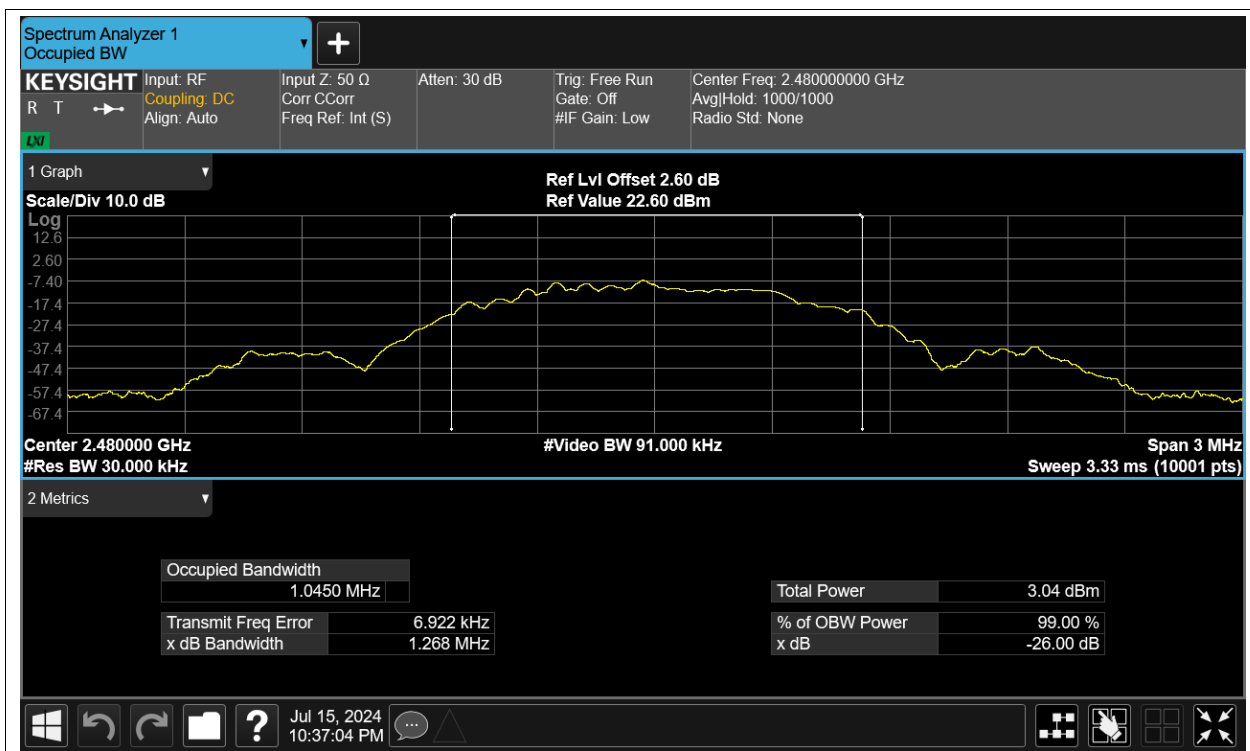 Spectrum Analyzer 1
Occupied BW
KEYSIGHT
R T
LXI
Input: RF
Coupling: DC
Align: Auto
Input Z: 50 Ω
Corr CCorr
Freq Ref: Int (S)
Atten: 30 dB
Trig: Free Run
Gate: Off
#IF Gain: Low
Center Freq: 2.480000000 GHz
Avg|Hold: 1000/1000
Radio Std: None
1 Graph
Scale/Div 10.0 dB
Ref Lvl Offset 2.60 dB
Ref Value 22.60 dBm
Log
12.6
2.60
-7.40
-17.4
-27.4
-37.4
-47.4
-57.4
-67.4
Center 2.480000 GHz
#Res BW 30.000 kHz
#Video BW 91.000 kHz
Span 3 MHz
Sweep 3.33 ms (10001 pts)
2 Metrics
Occupied Bandwidth
1.0450 MHz
Transmit Freq Error 6.922 kHz
x dB Bandwidth 1.268 MHz
Total Power 3.04 dBm
% of OBW Power 99.00 %
x dB -26.00 dB
Jul 15, 2024
10:37:04 PM